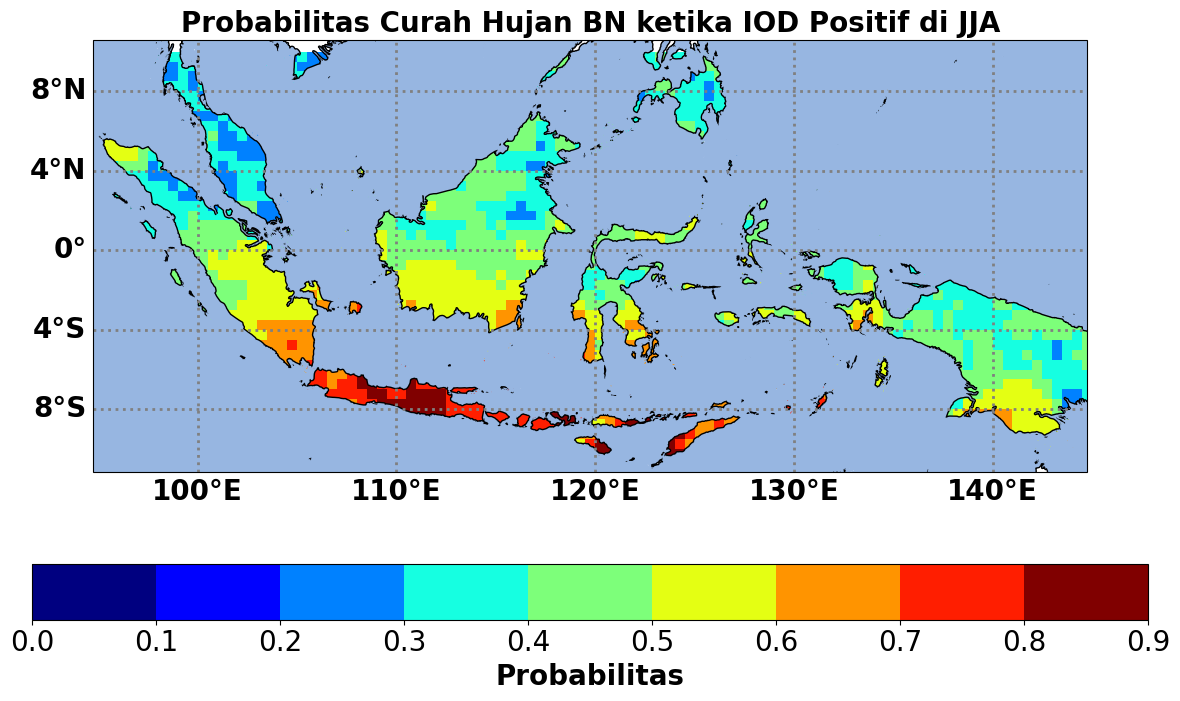 Probabilitas Curah Hujan BN ketika IOD Positif di JJA
8°N
4°N
0°
4°S
8°S
100°E 110°E 120°E 130°E 140°E
0.0 0.1 0.2 0.3 0.4 0.5 0.6 0.7 0.8 0.9
Probabilitas